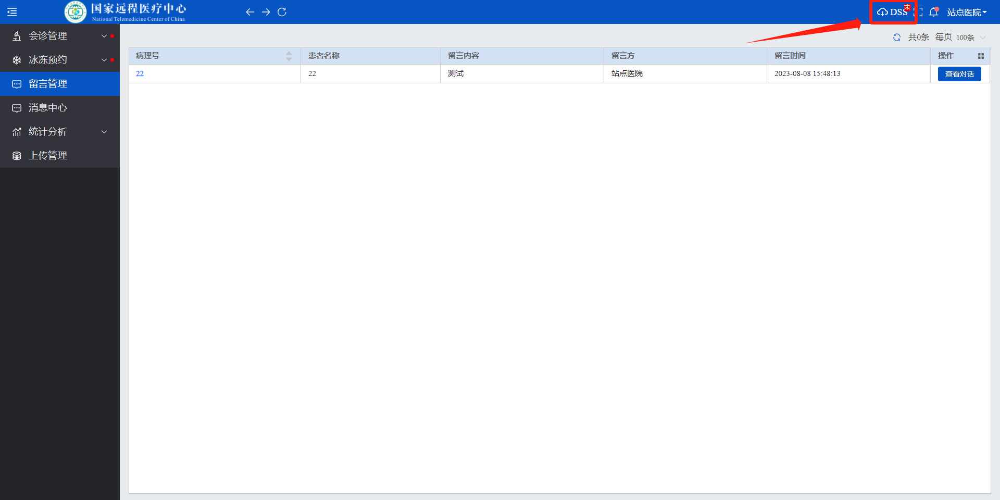 国家远程医疗中心
National Telemedicine Center of China
DSS
未
站点医院
会诊管理
冰冻预约
留言管理
消息中心
统计分析
上传管理
共0条 每页 100条
病理号 患者名称 留言内容 留言方 留言时间 操作
22 22 测试 站点医院 2023-08-08 15:48:13 查看对话